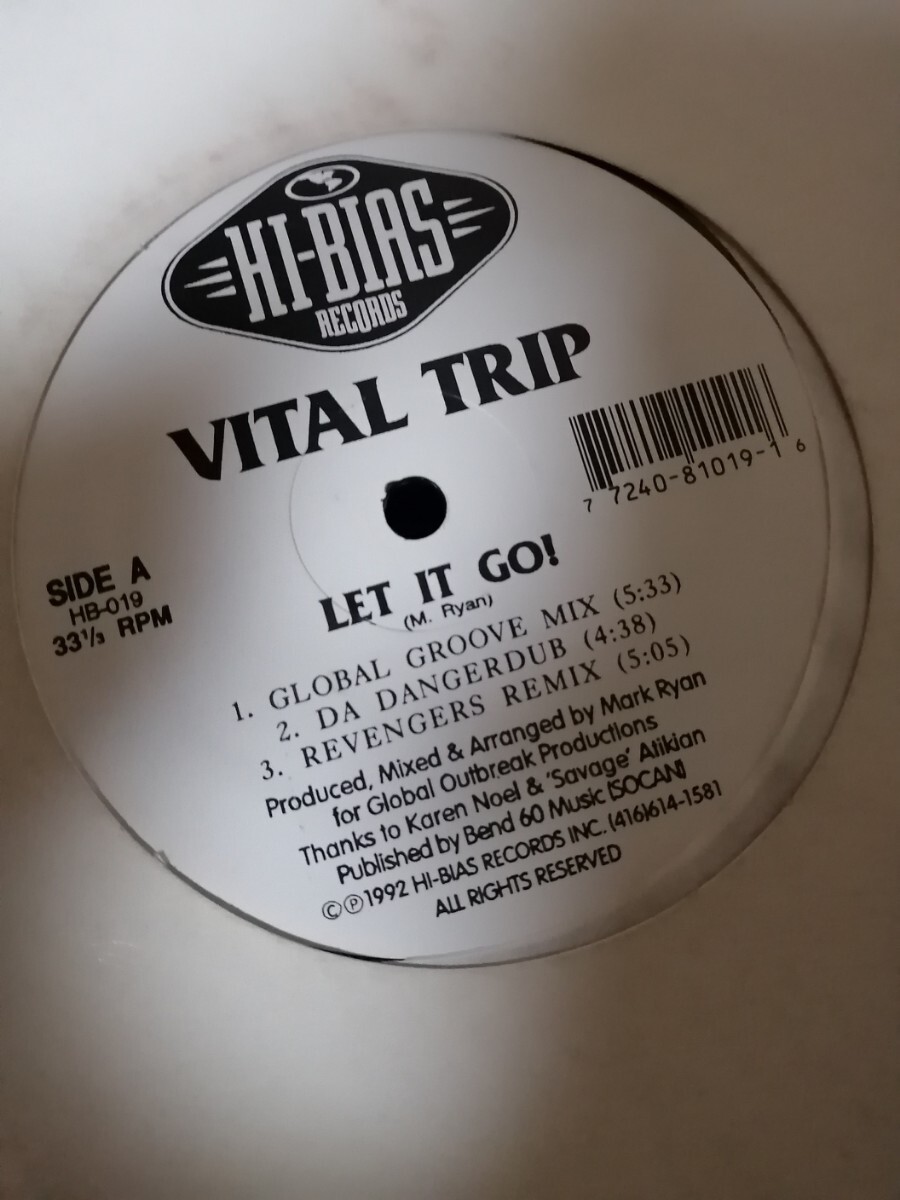 HI-BIAS
RECORDS
VITAL TRIP
7 7240-81019-1 6
SIDE A
HB-019
33⅓ RPM
LET IT GO!
(M. Ryan)
1. GLOBAL GROOVE MIX (5:33)
2. DA DANGERDUB (4:38)
3. REVENGERS REMIX (5:05)
Produced, Mixed & Arranged by Mark Ryan
for Global Outbreak Productions
Thanks to Karen Noel & 'Savage' Atikian
Published by Bend 60 Music (SOCAN)
©℗1992 HI-BIAS RECORDS INC. (416)614-1581
ALL RIGHTS RESERVED